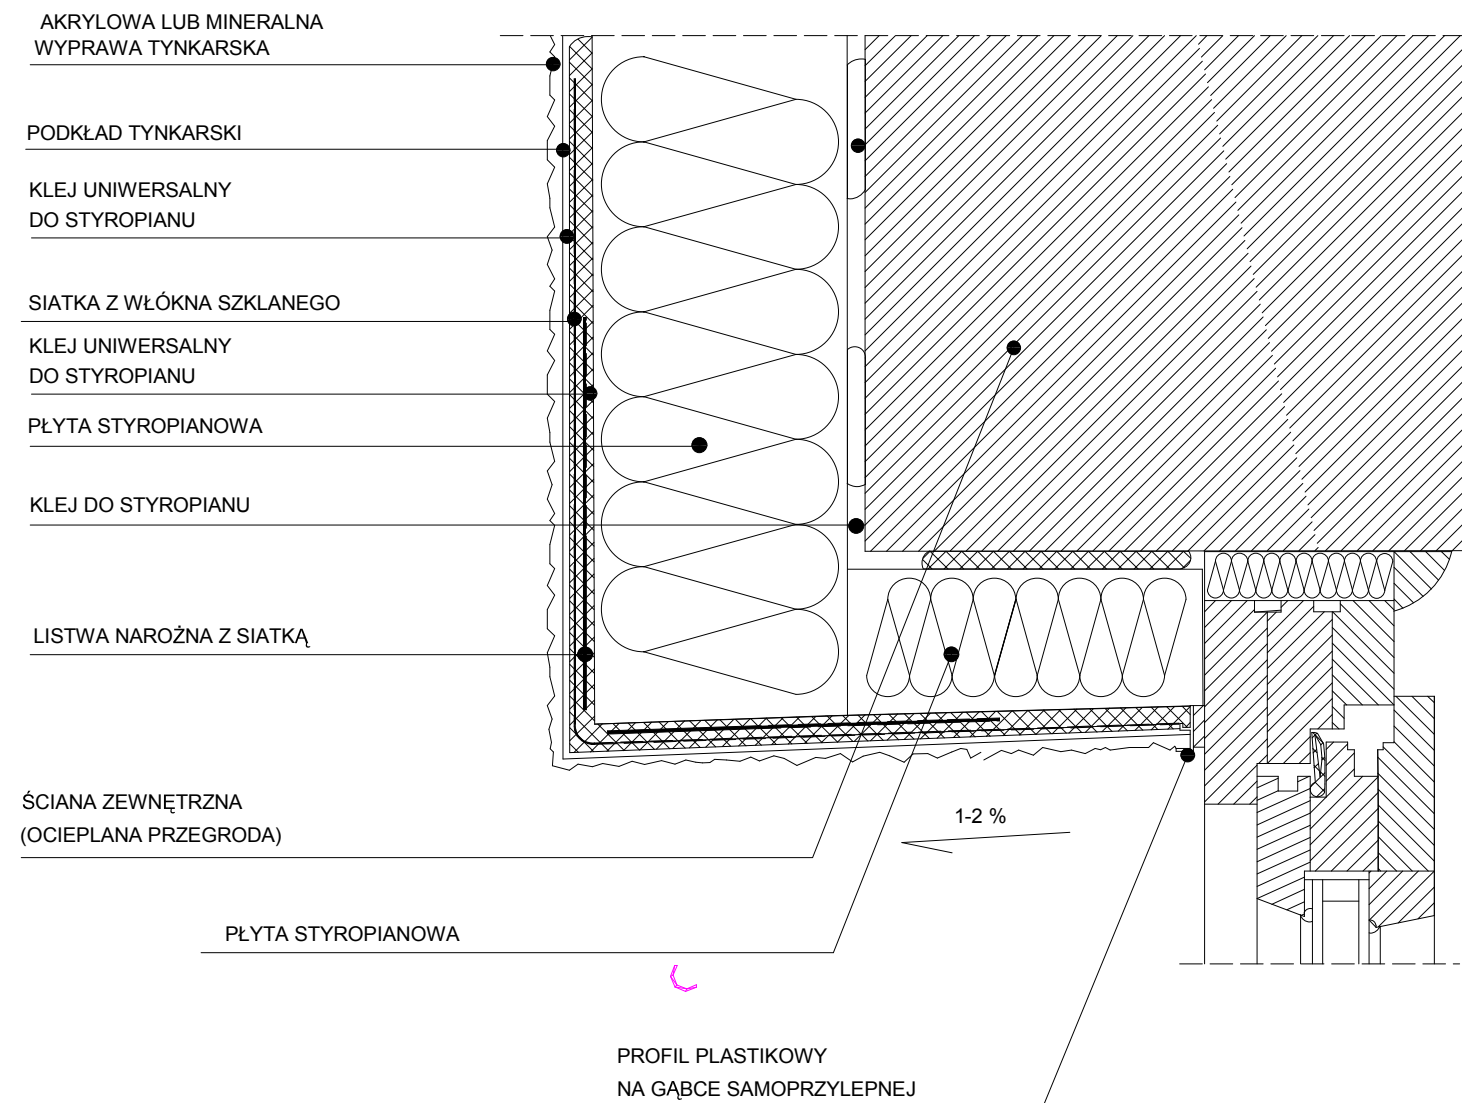 AKRYLOWA LUB MINERALNA
WYPRAWA TYNKARSKA
PODKŁAD TYNKARSKI
KLEJ UNIWERSALNY
DO STYROPIANU
SIATKA Z WŁÓKNA SZKLANEGO
KLEJ UNIWERSALNY
DO STYROPIANU
PŁYTA STYROPIANOWA
KLEJ DO STYROPIANU
LISTWA NAROŻNA Z SIATKĄ
ŚCIANA ZEWNĘTRZNA
(OCIEPLANA PRZEGRODA)
1-2 %
PŁYTA STYROPIANOWA
PROFIL PLASTIKOWY
NA GĄBCE SAMOPRZYLEPNEJ